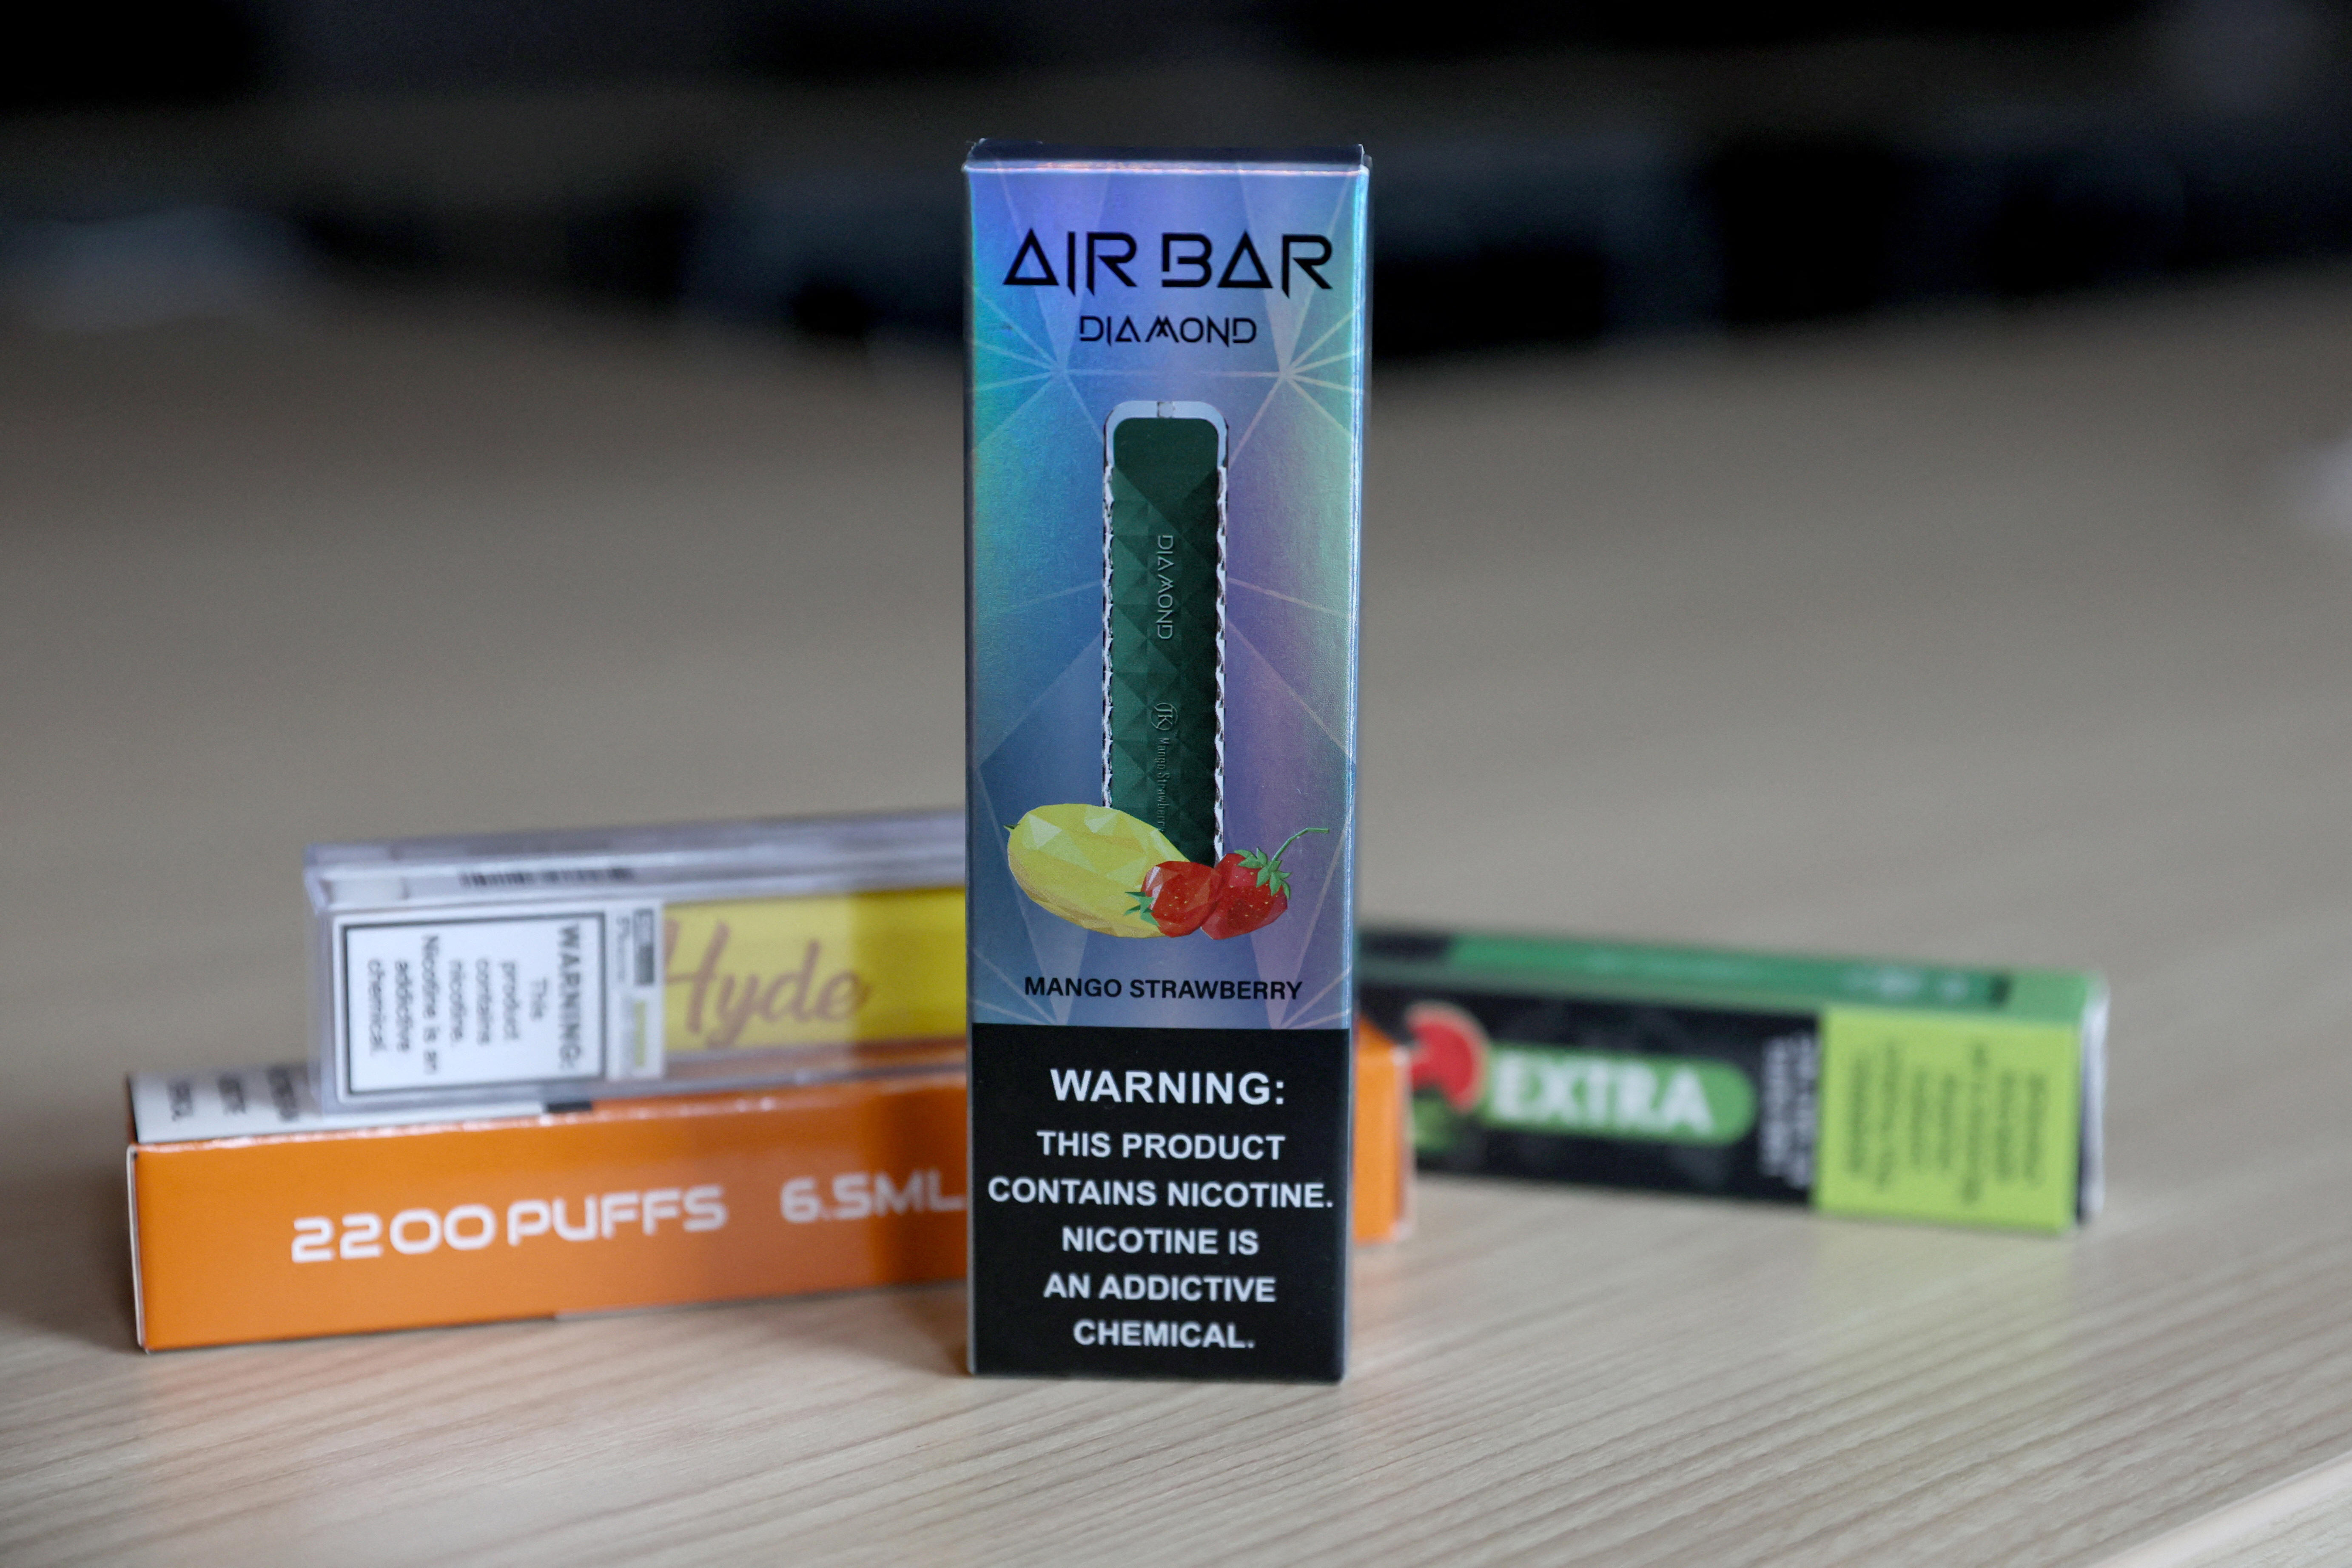 AIR BAR
DIAMOND
DIAMOND
JK Mango Strawberry
MANGO STRAWBERRY
WARNING:
THIS PRODUCT
CONTAINS NICOTINE.
NICOTINE IS
AN ADDICTIVE
CHEMICAL.
WARNING:
This
product
contains
nicotine.
Nicotine is an
addictive
chemical.
Hyde
2200 PUFFS 6.5ML
EXTRA